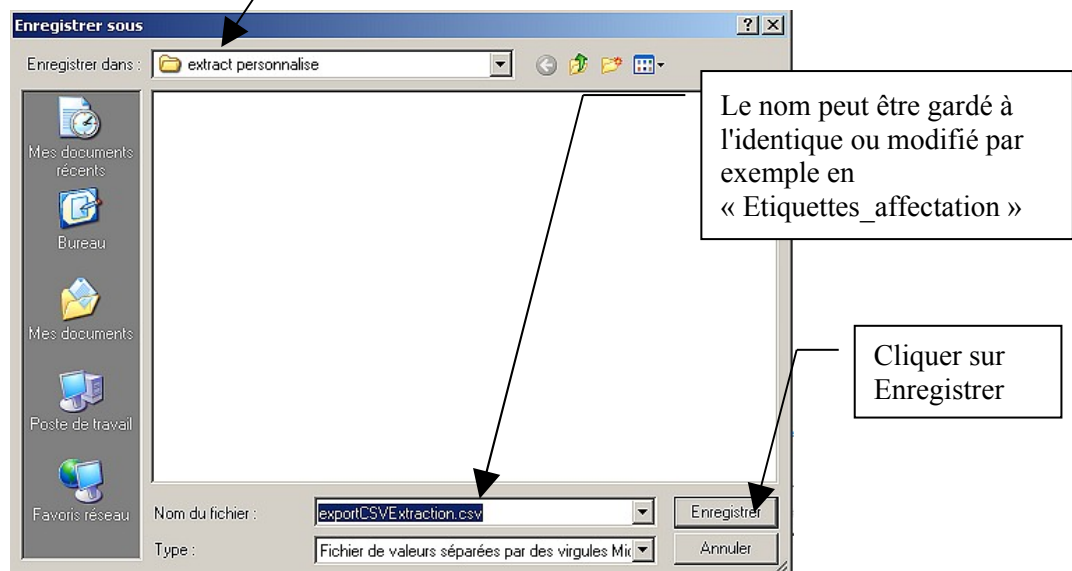 Enregistrer sous
Enregistrer dans :
extract personnalise
Le nom peut être gardé à
l'identique ou modifié par
exemple en
« Etiquettes_affectation »
Mes documents
récents
Bureau
Mes documents
Poste de travail
Favoris réseau
Cliquer sur
Enregistrer
Nom du fichier :
exportCSVExtraction.csv
Enregistrer
Type :
Fichier de valeurs séparées par des virgules
Annuler